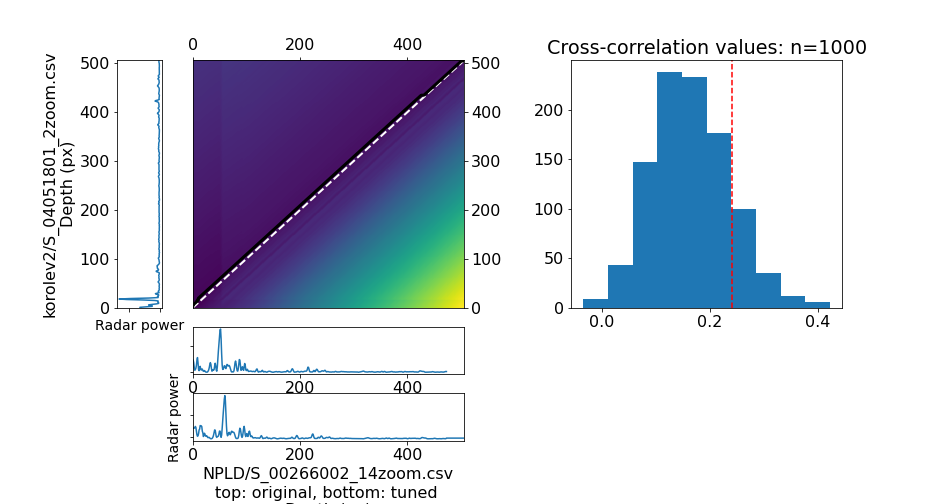 Cross-correlation values: n=1000
0 200 400
korolev2/S_04051801_2zoom.csv
Depth (px)
500
400
300
200
100
0
500
400
300
200
100
0
200
150
100
50
0
0.0 0.2 0.4
Radar power
0 200 400
Radar power
0 200 400
NPLD/S_00266002_14zoom.csv
top: original, bottom: tuned